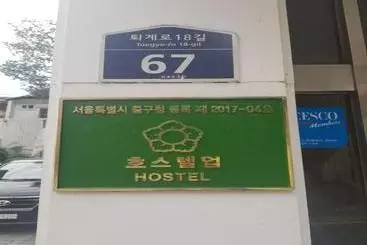 퇴계로18길
Toegye-ro 18-gil
67
서울특별시 중구청 등록 제 2017-04호
호스텔업
HOSTEL
CESCO
Members